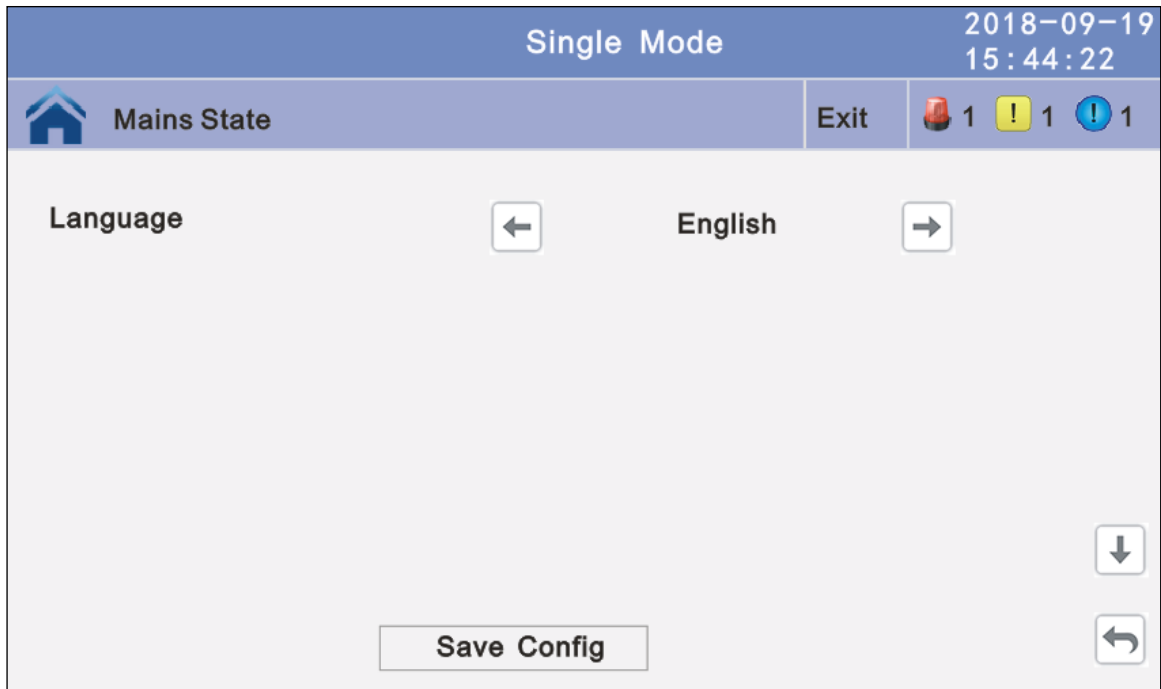 Single Mode
2018-09-19
15:44:22
Mains State
Exit
1 ! 1 ! 1
Language
English
Save Config